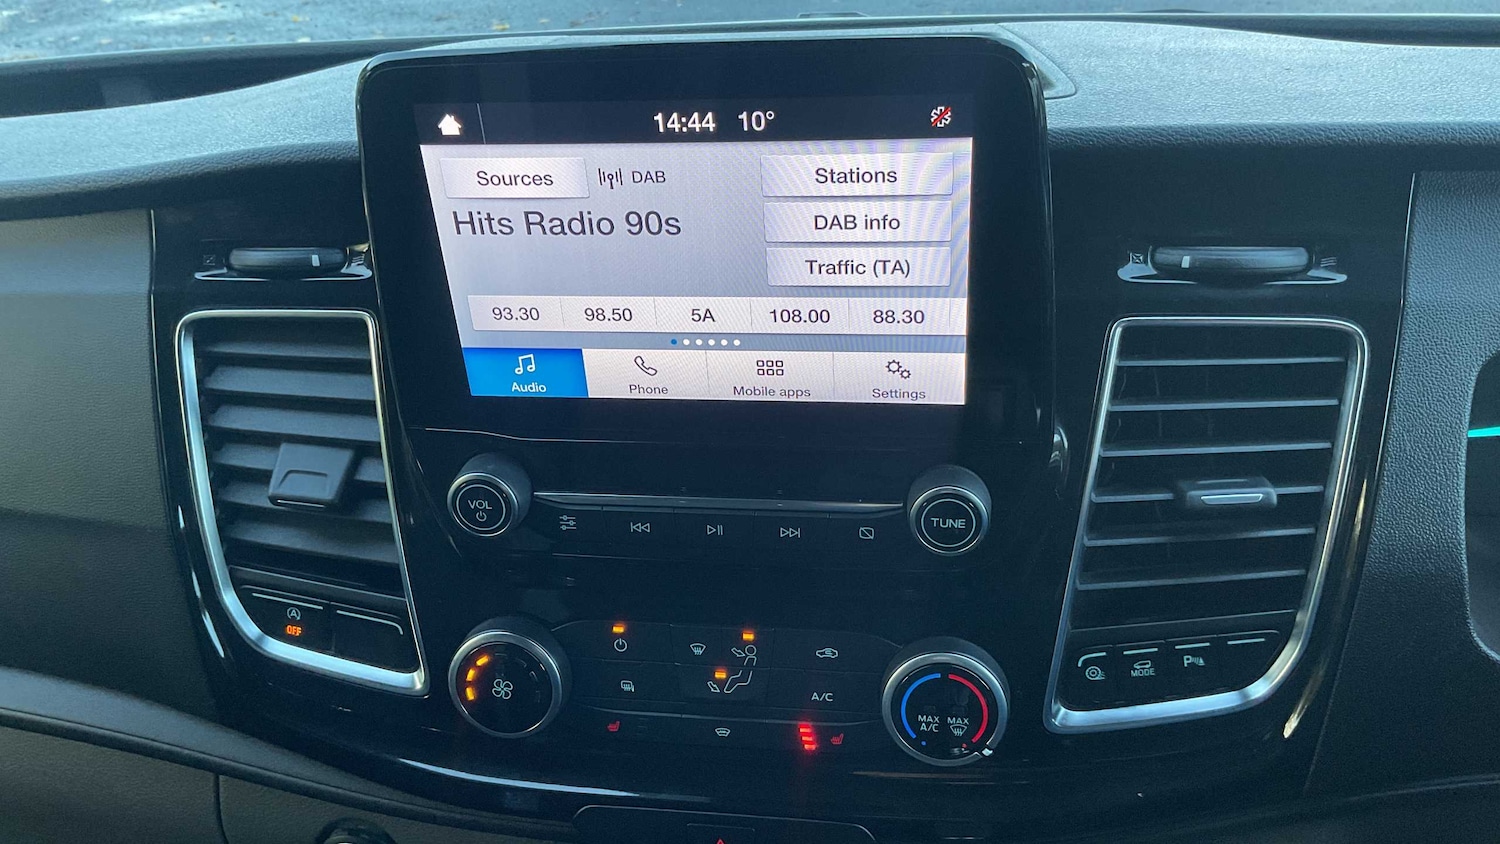 14:44 10°
Sources DAB Stations
Hits Radio 90s DAB info
Traffic (TA)
93.30 98.50 5A 108.00 88.30
Audio Phone Mobile apps Settings
VOL TUNE
A
OFF
A/C
MAX A/C MAX
MODE
P